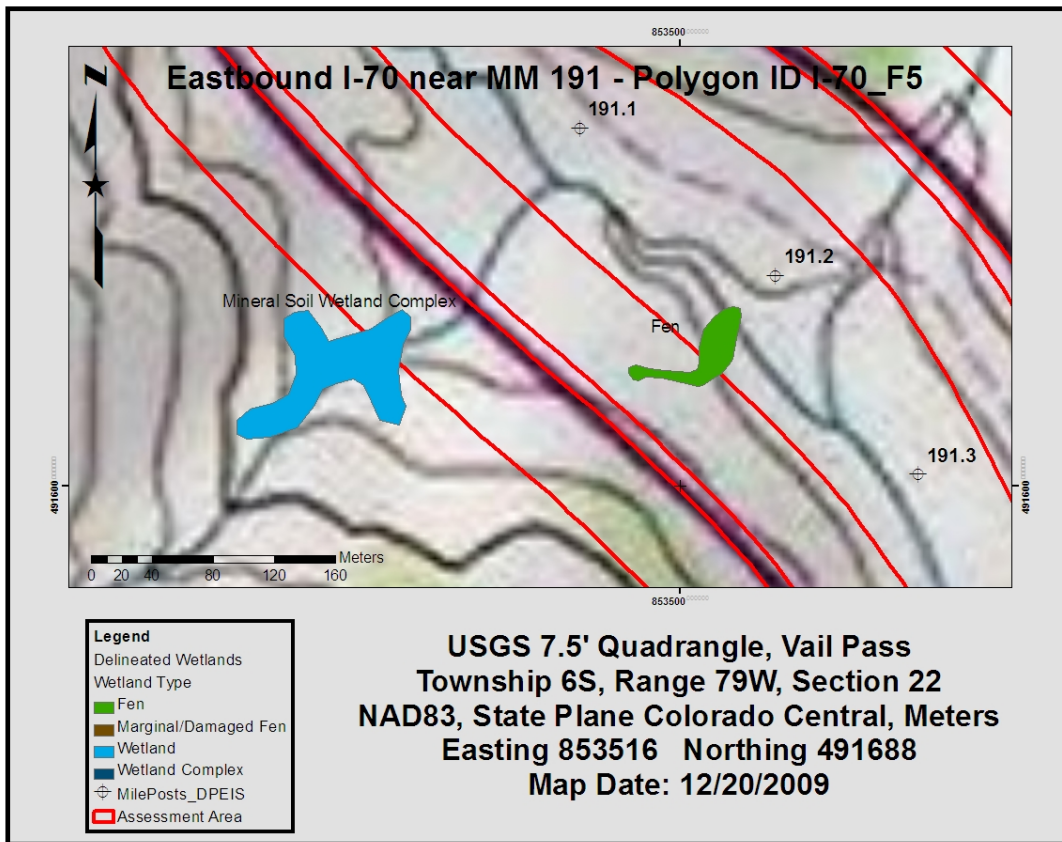 853500
Eastbound I-70 near MM 191 - Polygon ID I-70_F5
191.1
191.2
Mineral Soil Wetland Complex
Fen
191.3
491600
491600
Meters
0 20 40 80 120 160
853500
Legend
Delineated Wetlands
Wetland Type
Fen
Marginal/Damaged Fen
Wetland
Wetland Complex
MilePosts_DPEIS
Assessment Area
USGS 7.5' Quadrangle, Vail Pass
Township 6S, Range 79W, Section 22
NAD83, State Plane Colorado Central, Meters
Easting 853516 Northing 491688
Map Date: 12/20/2009